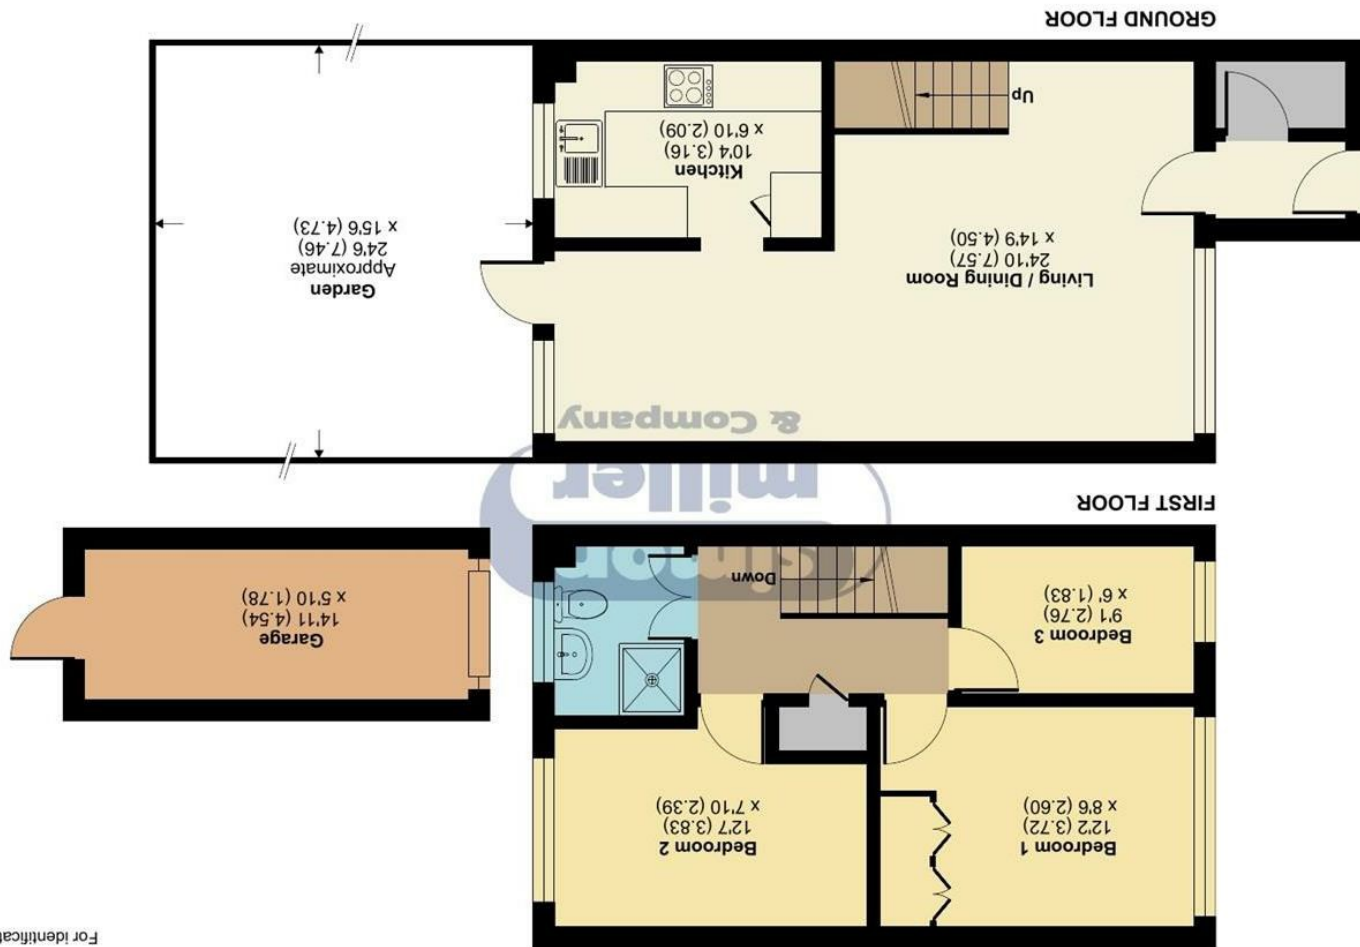 For identificat
Bedroom 1
12'2 (3.72)
x 8'6 (2.60)
Bedroom 2
12'7 (3.83)
x 7'10 (2.39)
Bedroom 3
9'1 (2.76)
x 6' (1.83)
Down
Garage
14'11 (4.54)
x 5'10 (1.78)
simon
FIRST FLOOR
miller
& Company
Living / Dining Room
24'10 (7.57)
x 14'9 (4.50)
Garden
Approximate
24'6 (7.46)
x 15'6 (4.73)
Kitchen
10'4 (3.16)
x 6'10 (2.09)
Up
GROUND FLOOR